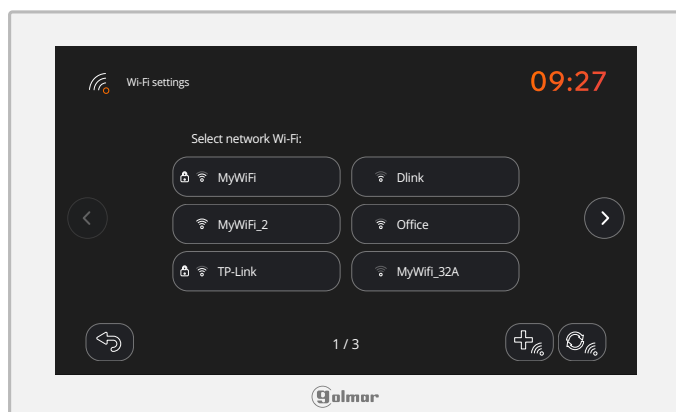 Wi-Fi settings
09:27
Select network Wi-Fi:
MyWiFi
Dlink
MyWiFi_2
Office
TP-Link
MyWifi_32A
1 / 3
golmar